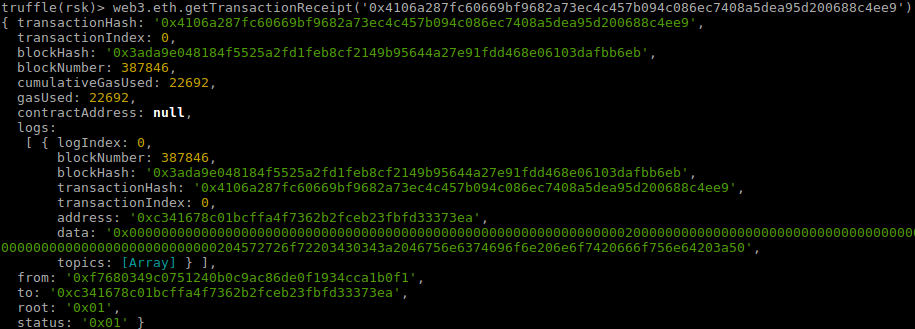 truffle(rsk)> web3.eth.getTransactionReceipt('0x4106a287fc60669bf9682a73ec4c457b094c086ec7408a5dea95d200688c4ee9')
{ transactionHash: '0x4106a287fc60669bf9682a73ec4c457b094c086ec7408a5dea95d200688c4ee9',
transactionIndex: 0,
blockHash: '0x3ada9e048184f5525a2fd1feb8cf2149b95644a27e91fdd468e06103dafbb6eb',
blockNumber: 387846,
cumulativeGasUsed: 22692,
gasUsed: 22692,
contractAddress: null,
logs:
[ { logIndex: 0,
blockNumber: 387846,
blockHash: '0x3ada9e048184f5525a2fd1feb8cf2149b95644a27e91fdd468e06103dafbb6eb',
transactionHash: '0x4106a287fc60669bf9682a73ec4c457b094c086ec7408a5dea95d200688c4ee9',
transactionIndex: 0,
address: '0xc341678c01bcffa4f7362b2fceb23fbfd33373ea',
data: '0x000000000000000000000000000000000000000000000000000000000000002000000000000000000000000000000000000
000000000000000000000000000204572726f72203430343a2046756e6374696f6e206e6f7420666f756e64203a50',
topics: [Array] } ],
from: '0xf7680349c0751240b0c9ac86de0f1934cca1b0f1',
to: '0xc341678c01bcffa4f7362b2fceb23fbfd33373ea',
root: '0x01',
status: '0x01' }